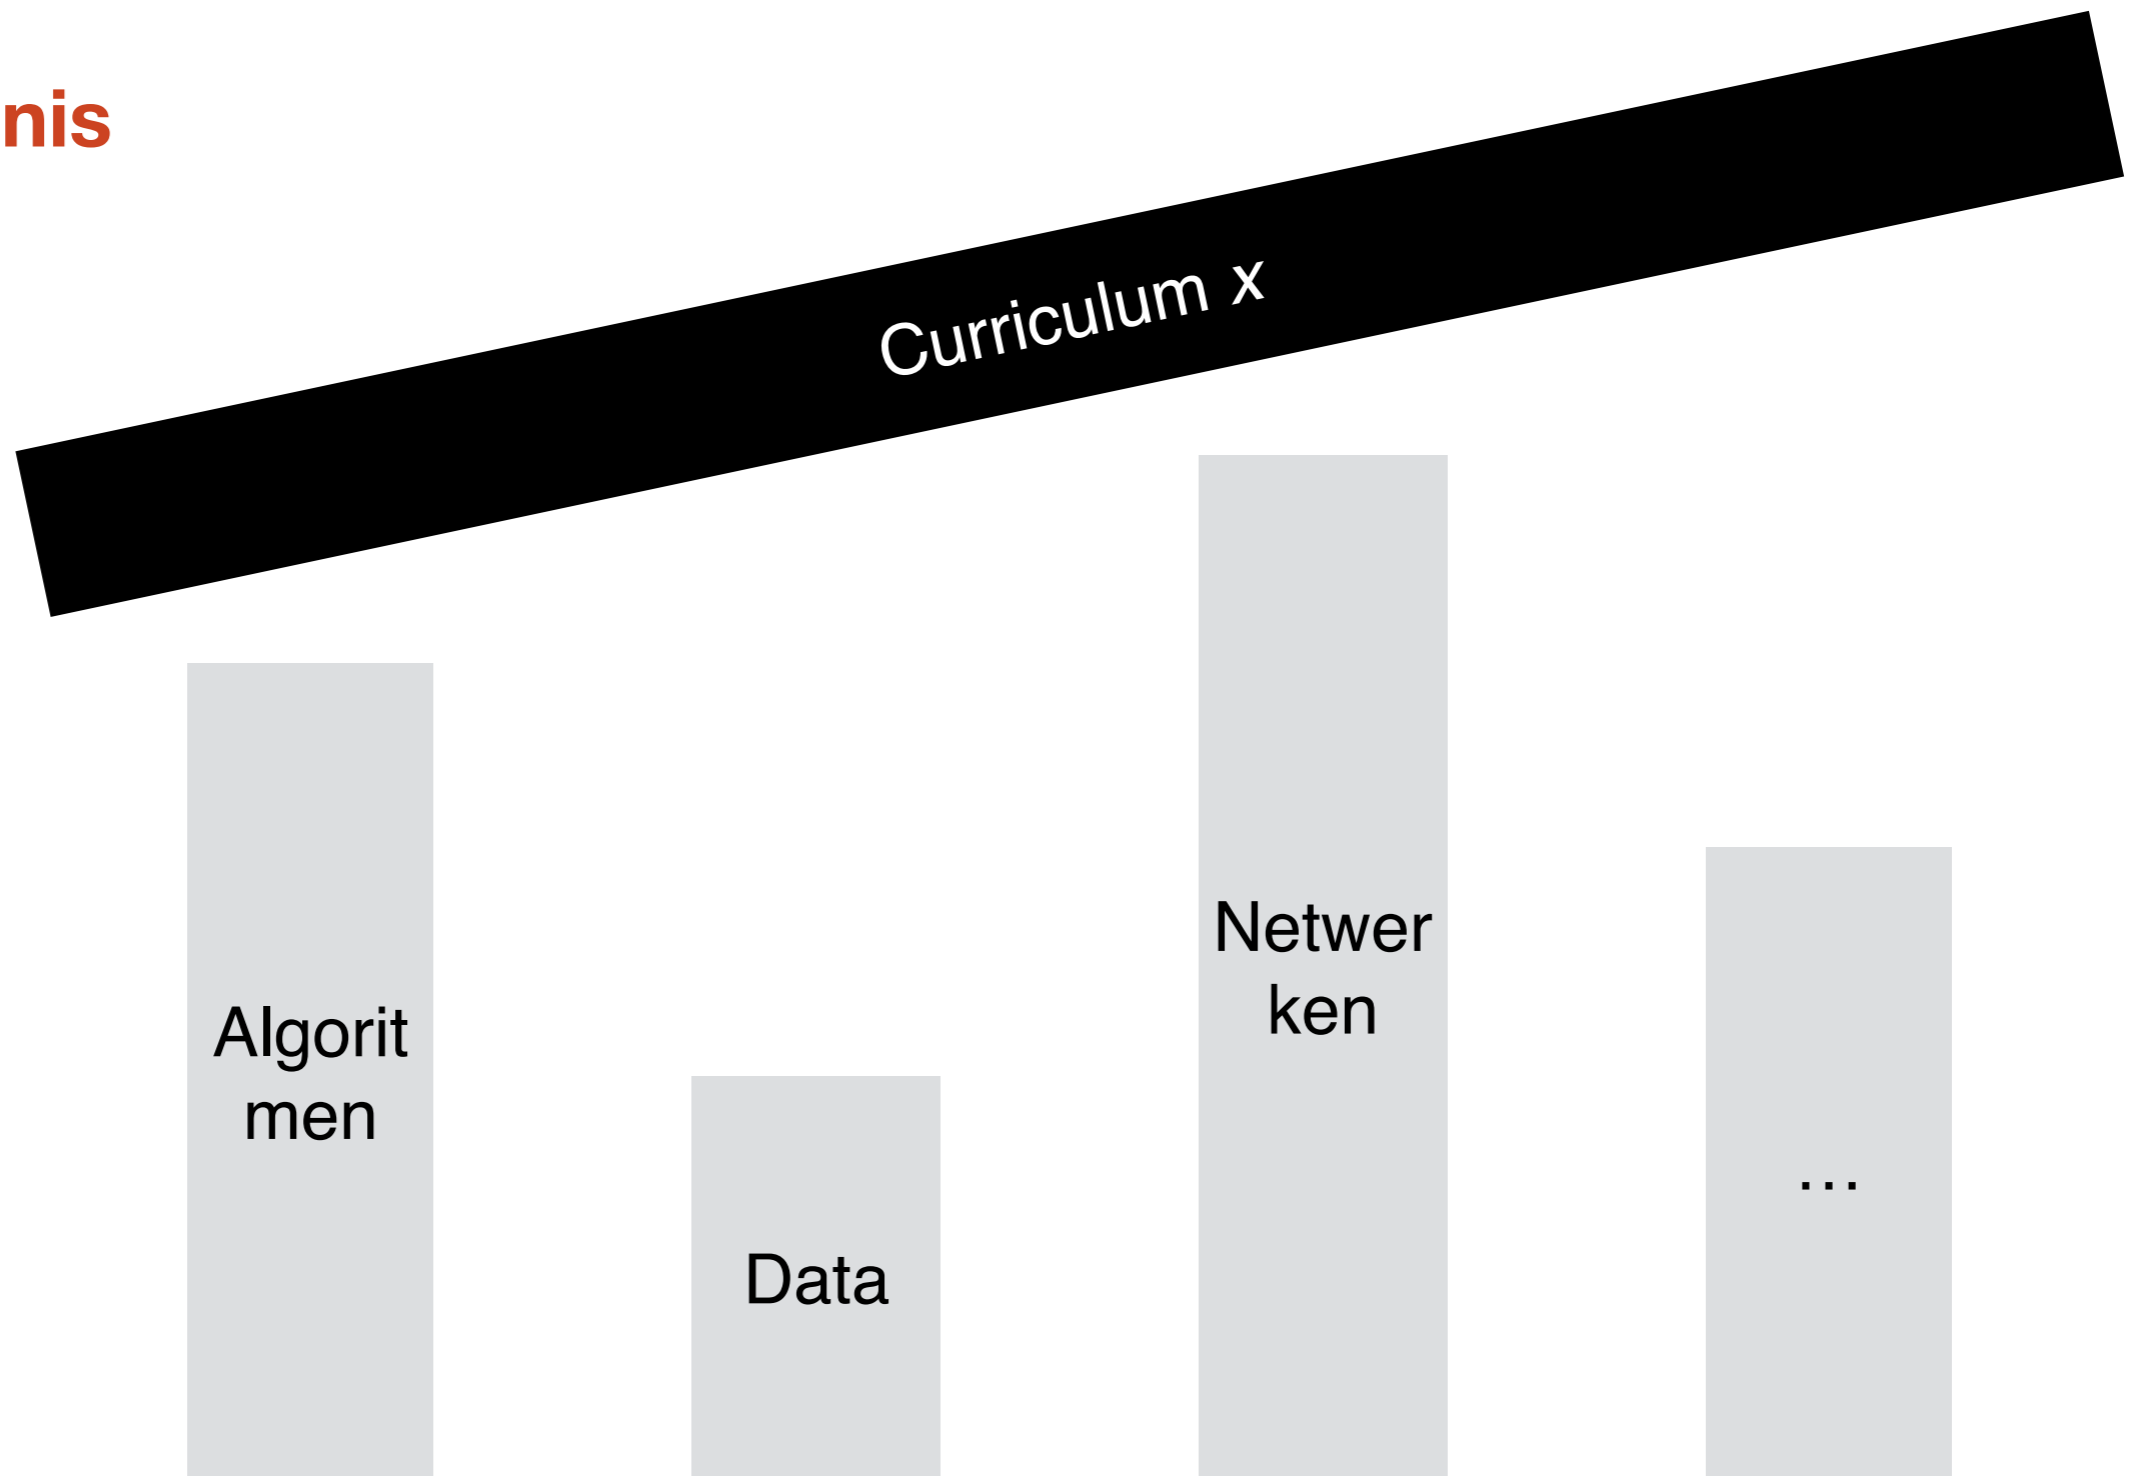 nis
Curriculum x
Algorit
men
Data
Netwer
ken
...